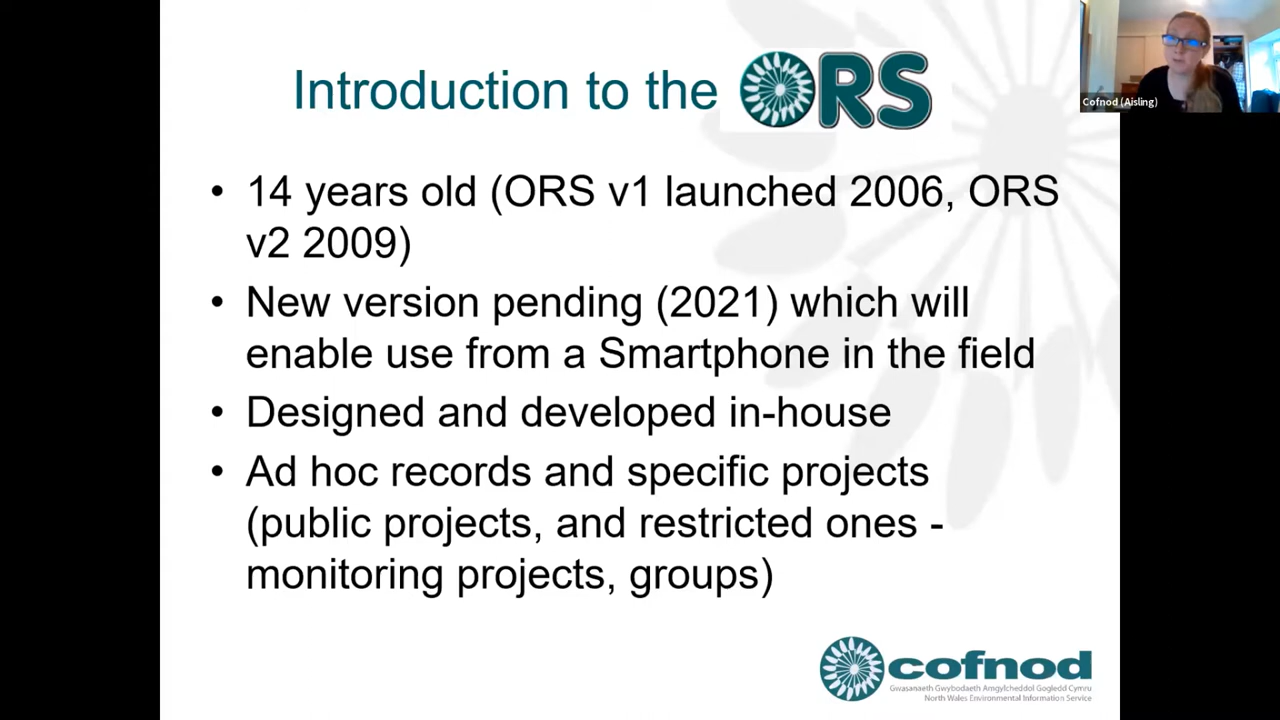 Introduction to the ORS
Cofnod (Aisling)
• 14 years old (ORS v1 launched 2006, ORS
v2 2009)
• New version pending (2021) which will
enable use from a Smartphone in the field
• Designed and developed in-house
• Ad hoc records and specific projects
(public projects, and restricted ones -
monitoring projects, groups)
cofnod
Gwasanaeth Gwybodaeth Amgylcheddol Gogledd Cymru
North Wales Environmental Information Service